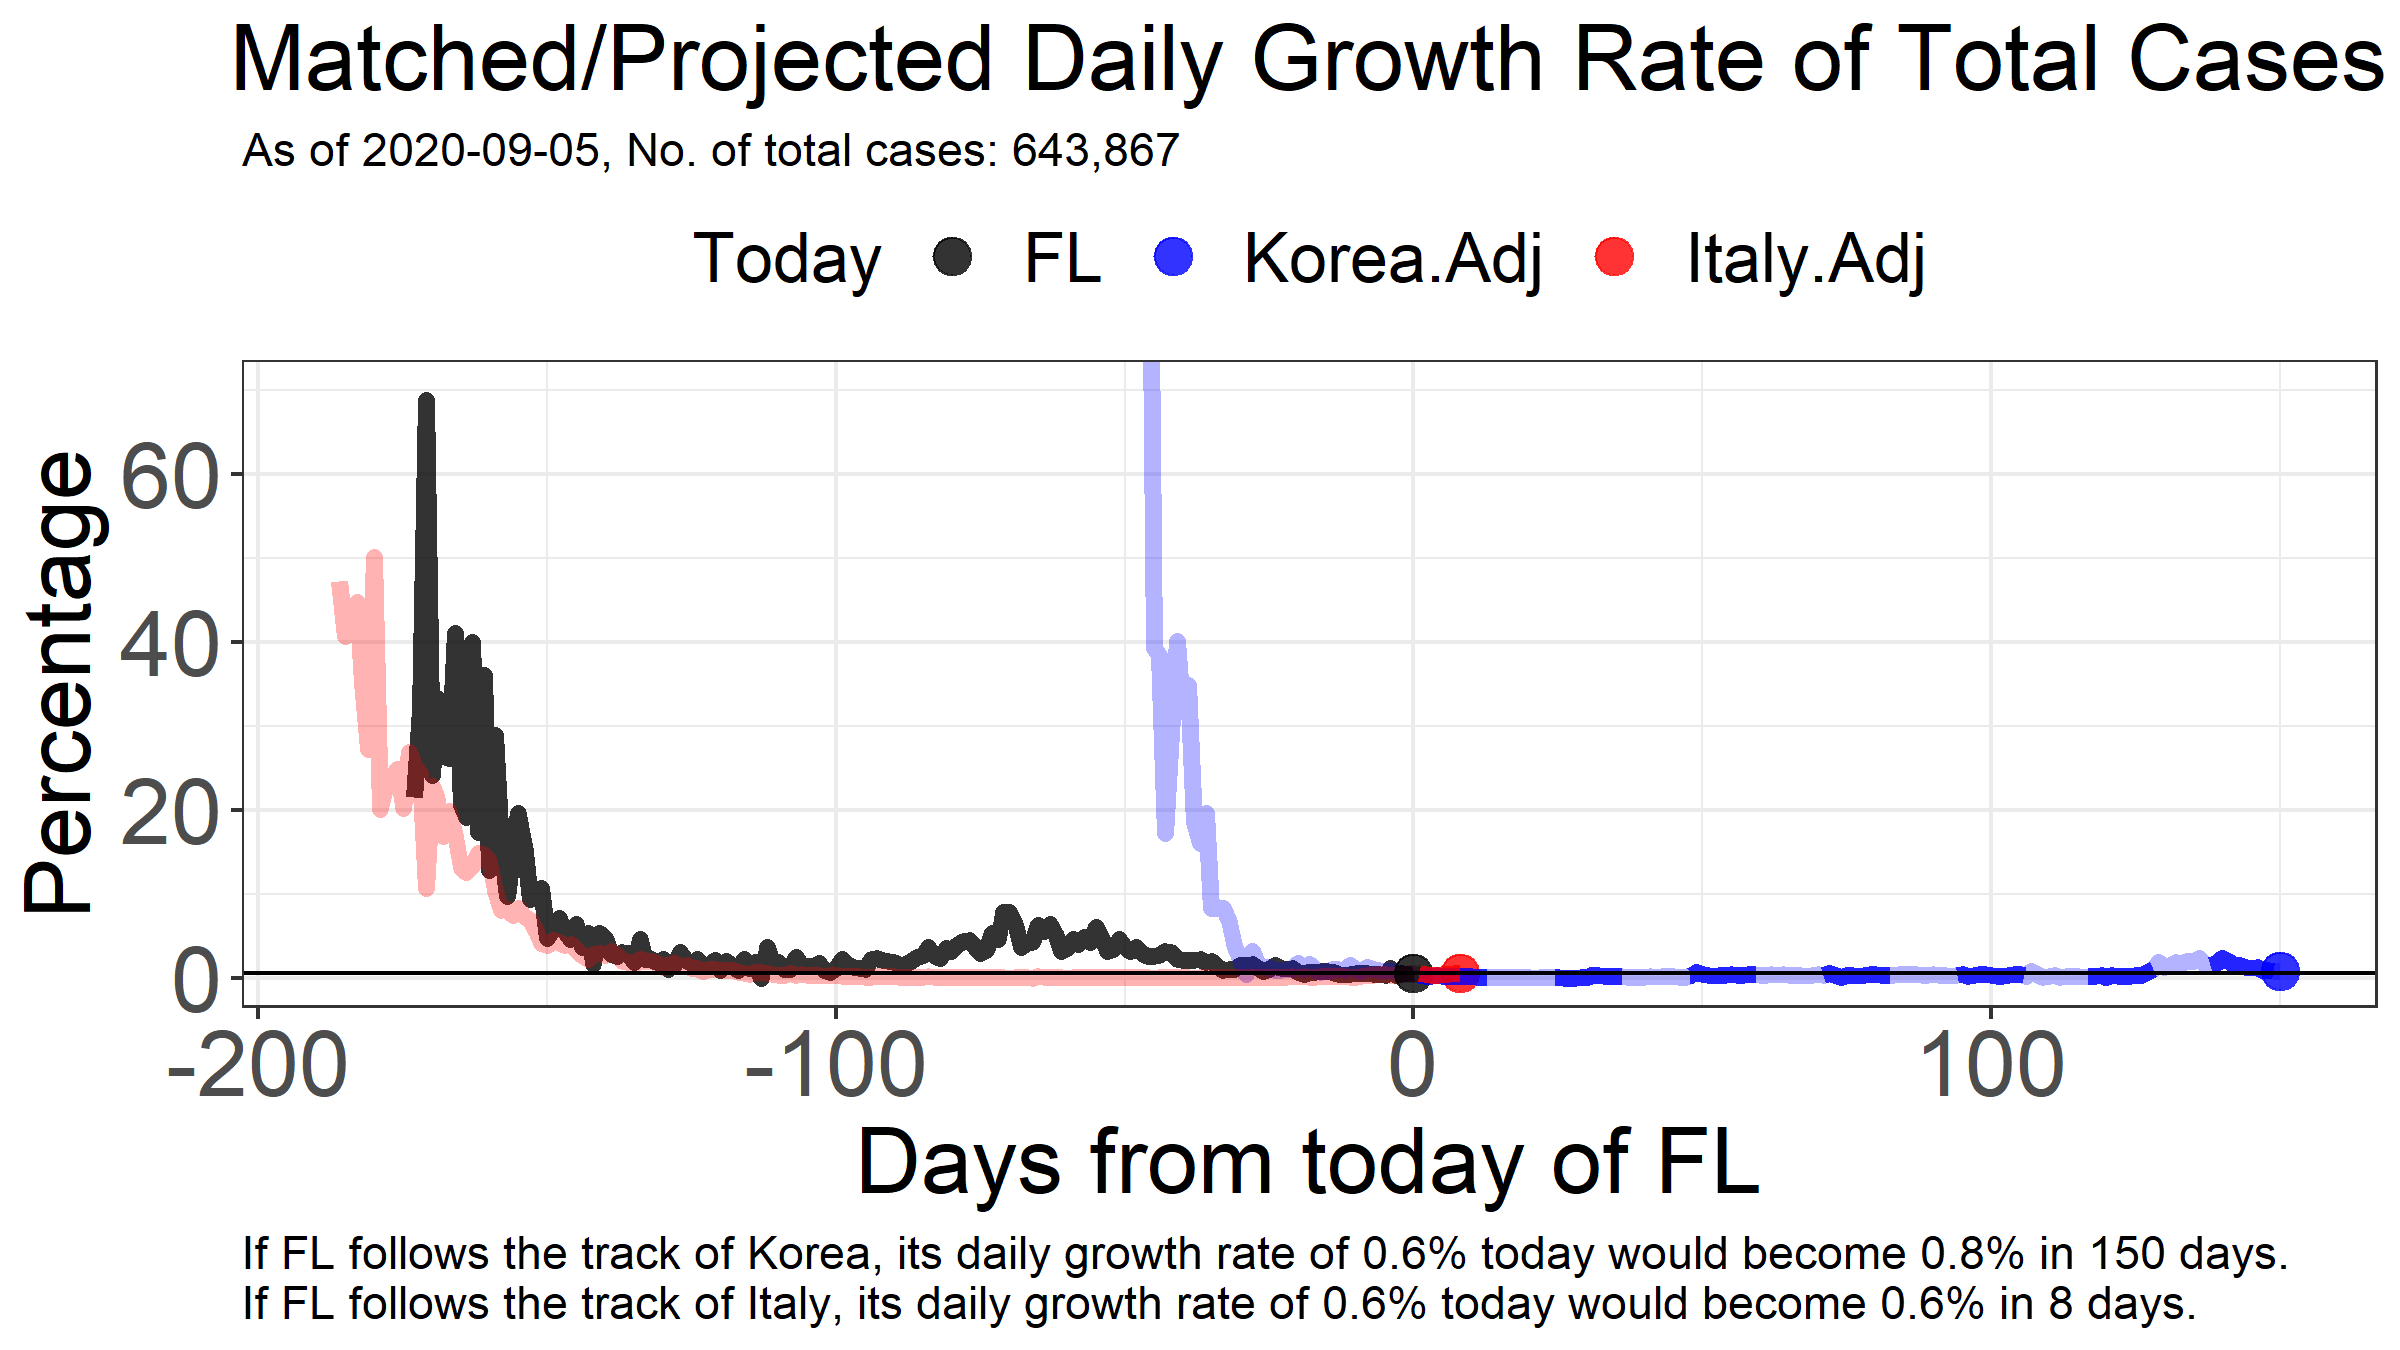 Matched/Projected Daily Growth Rate of Total Cases
As of 2020-09-05, No. of total cases: 643,867
Today FL Korea.Adj Italy.Adj
Percentage
60
40
20
0
-200 -100 0 100
Days from today of FL
If FL follows the track of Korea, its daily growth rate of 0.6% today would become 0.8% in 150 days.
If FL follows the track of Italy, its daily growth rate of 0.6% today would become 0.6% in 8 days.